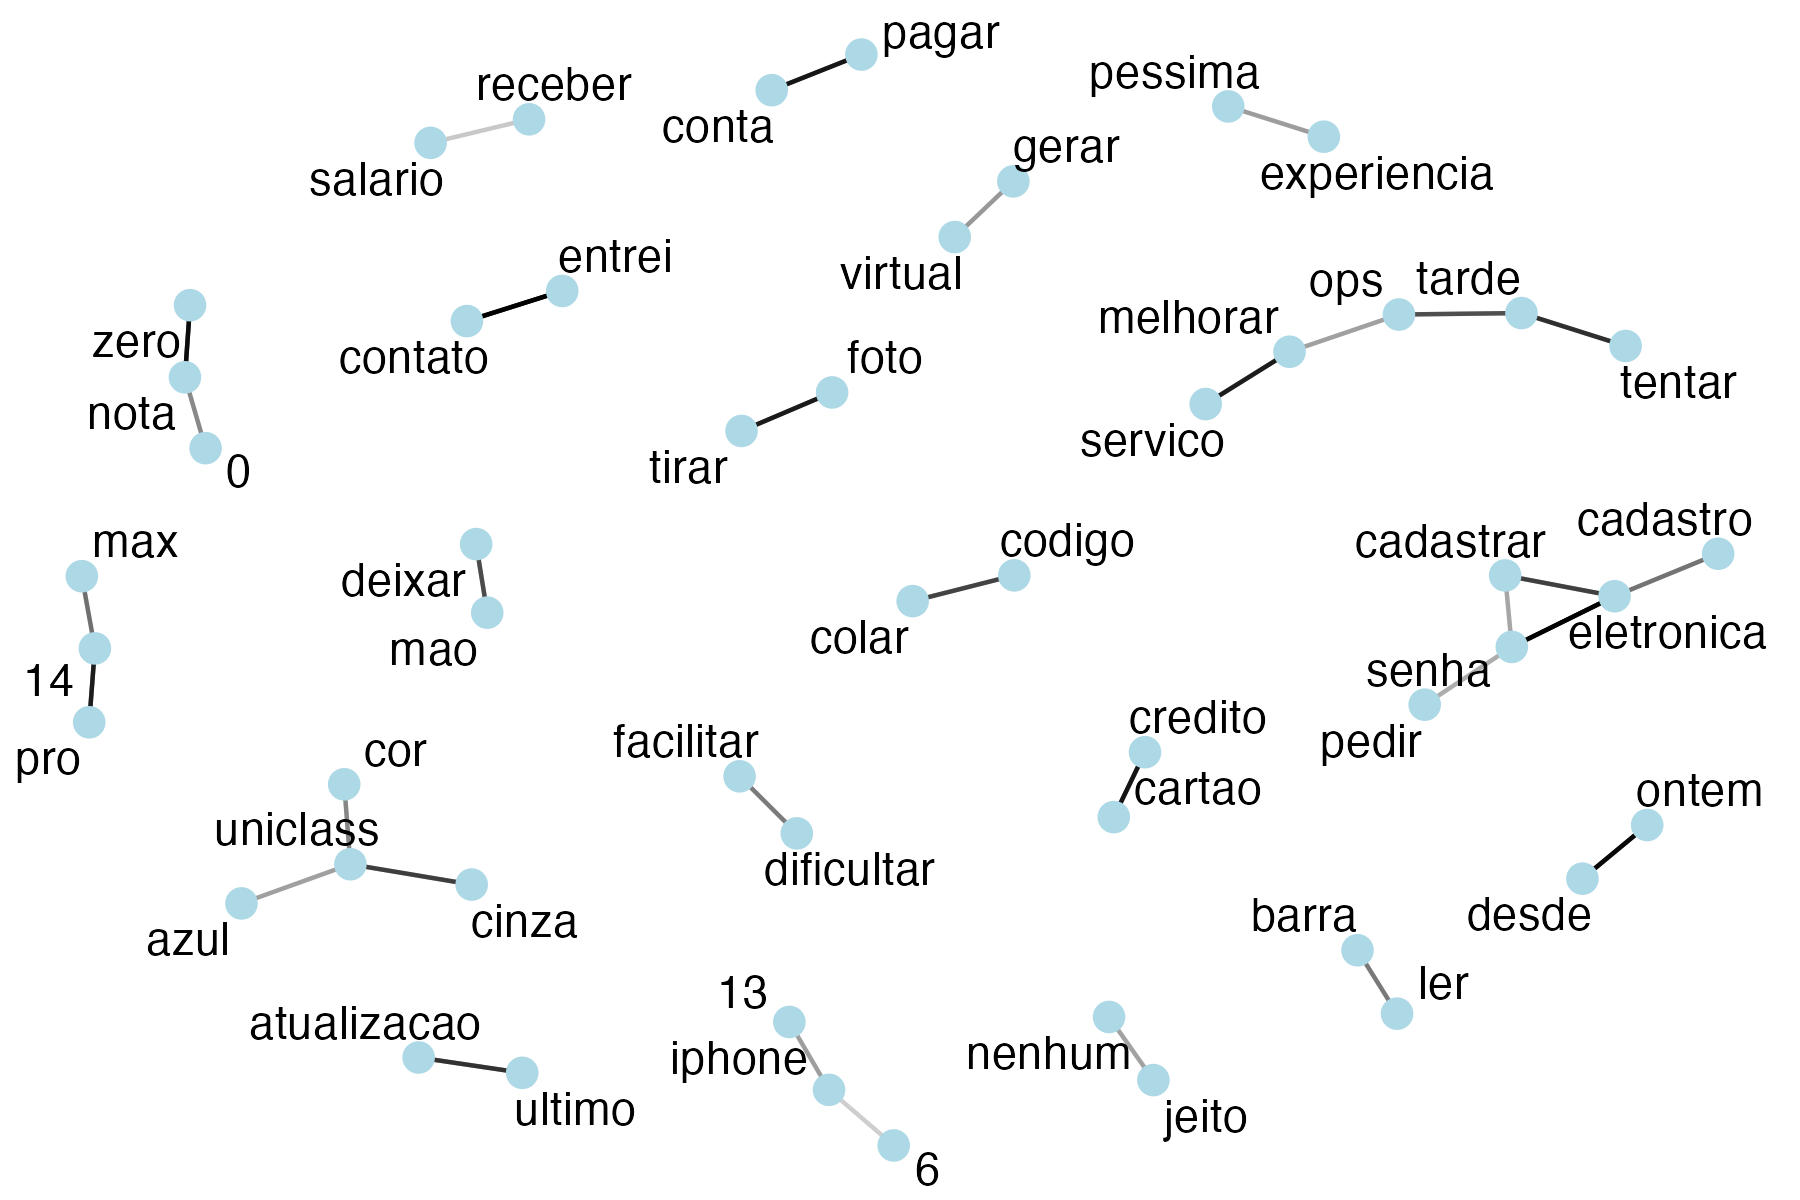 pagar
pessima
receber
conta
gerar
experiencia
salario
entrei
virtual
ops
tarde
melhorar
zero
contato
foto
tentar
nota
servico
0
tirar
cadastro
max
codigo
cadastrar
deixar
eletronica
colar
mao
senha
14
credito
pedir
facilitar
cor
pro
cartao
ontem
uniclass
dificultar
barra
desde
cinza
azul
ler
13
atualizacao
iphone
nenhum
ultimo
jeito
6